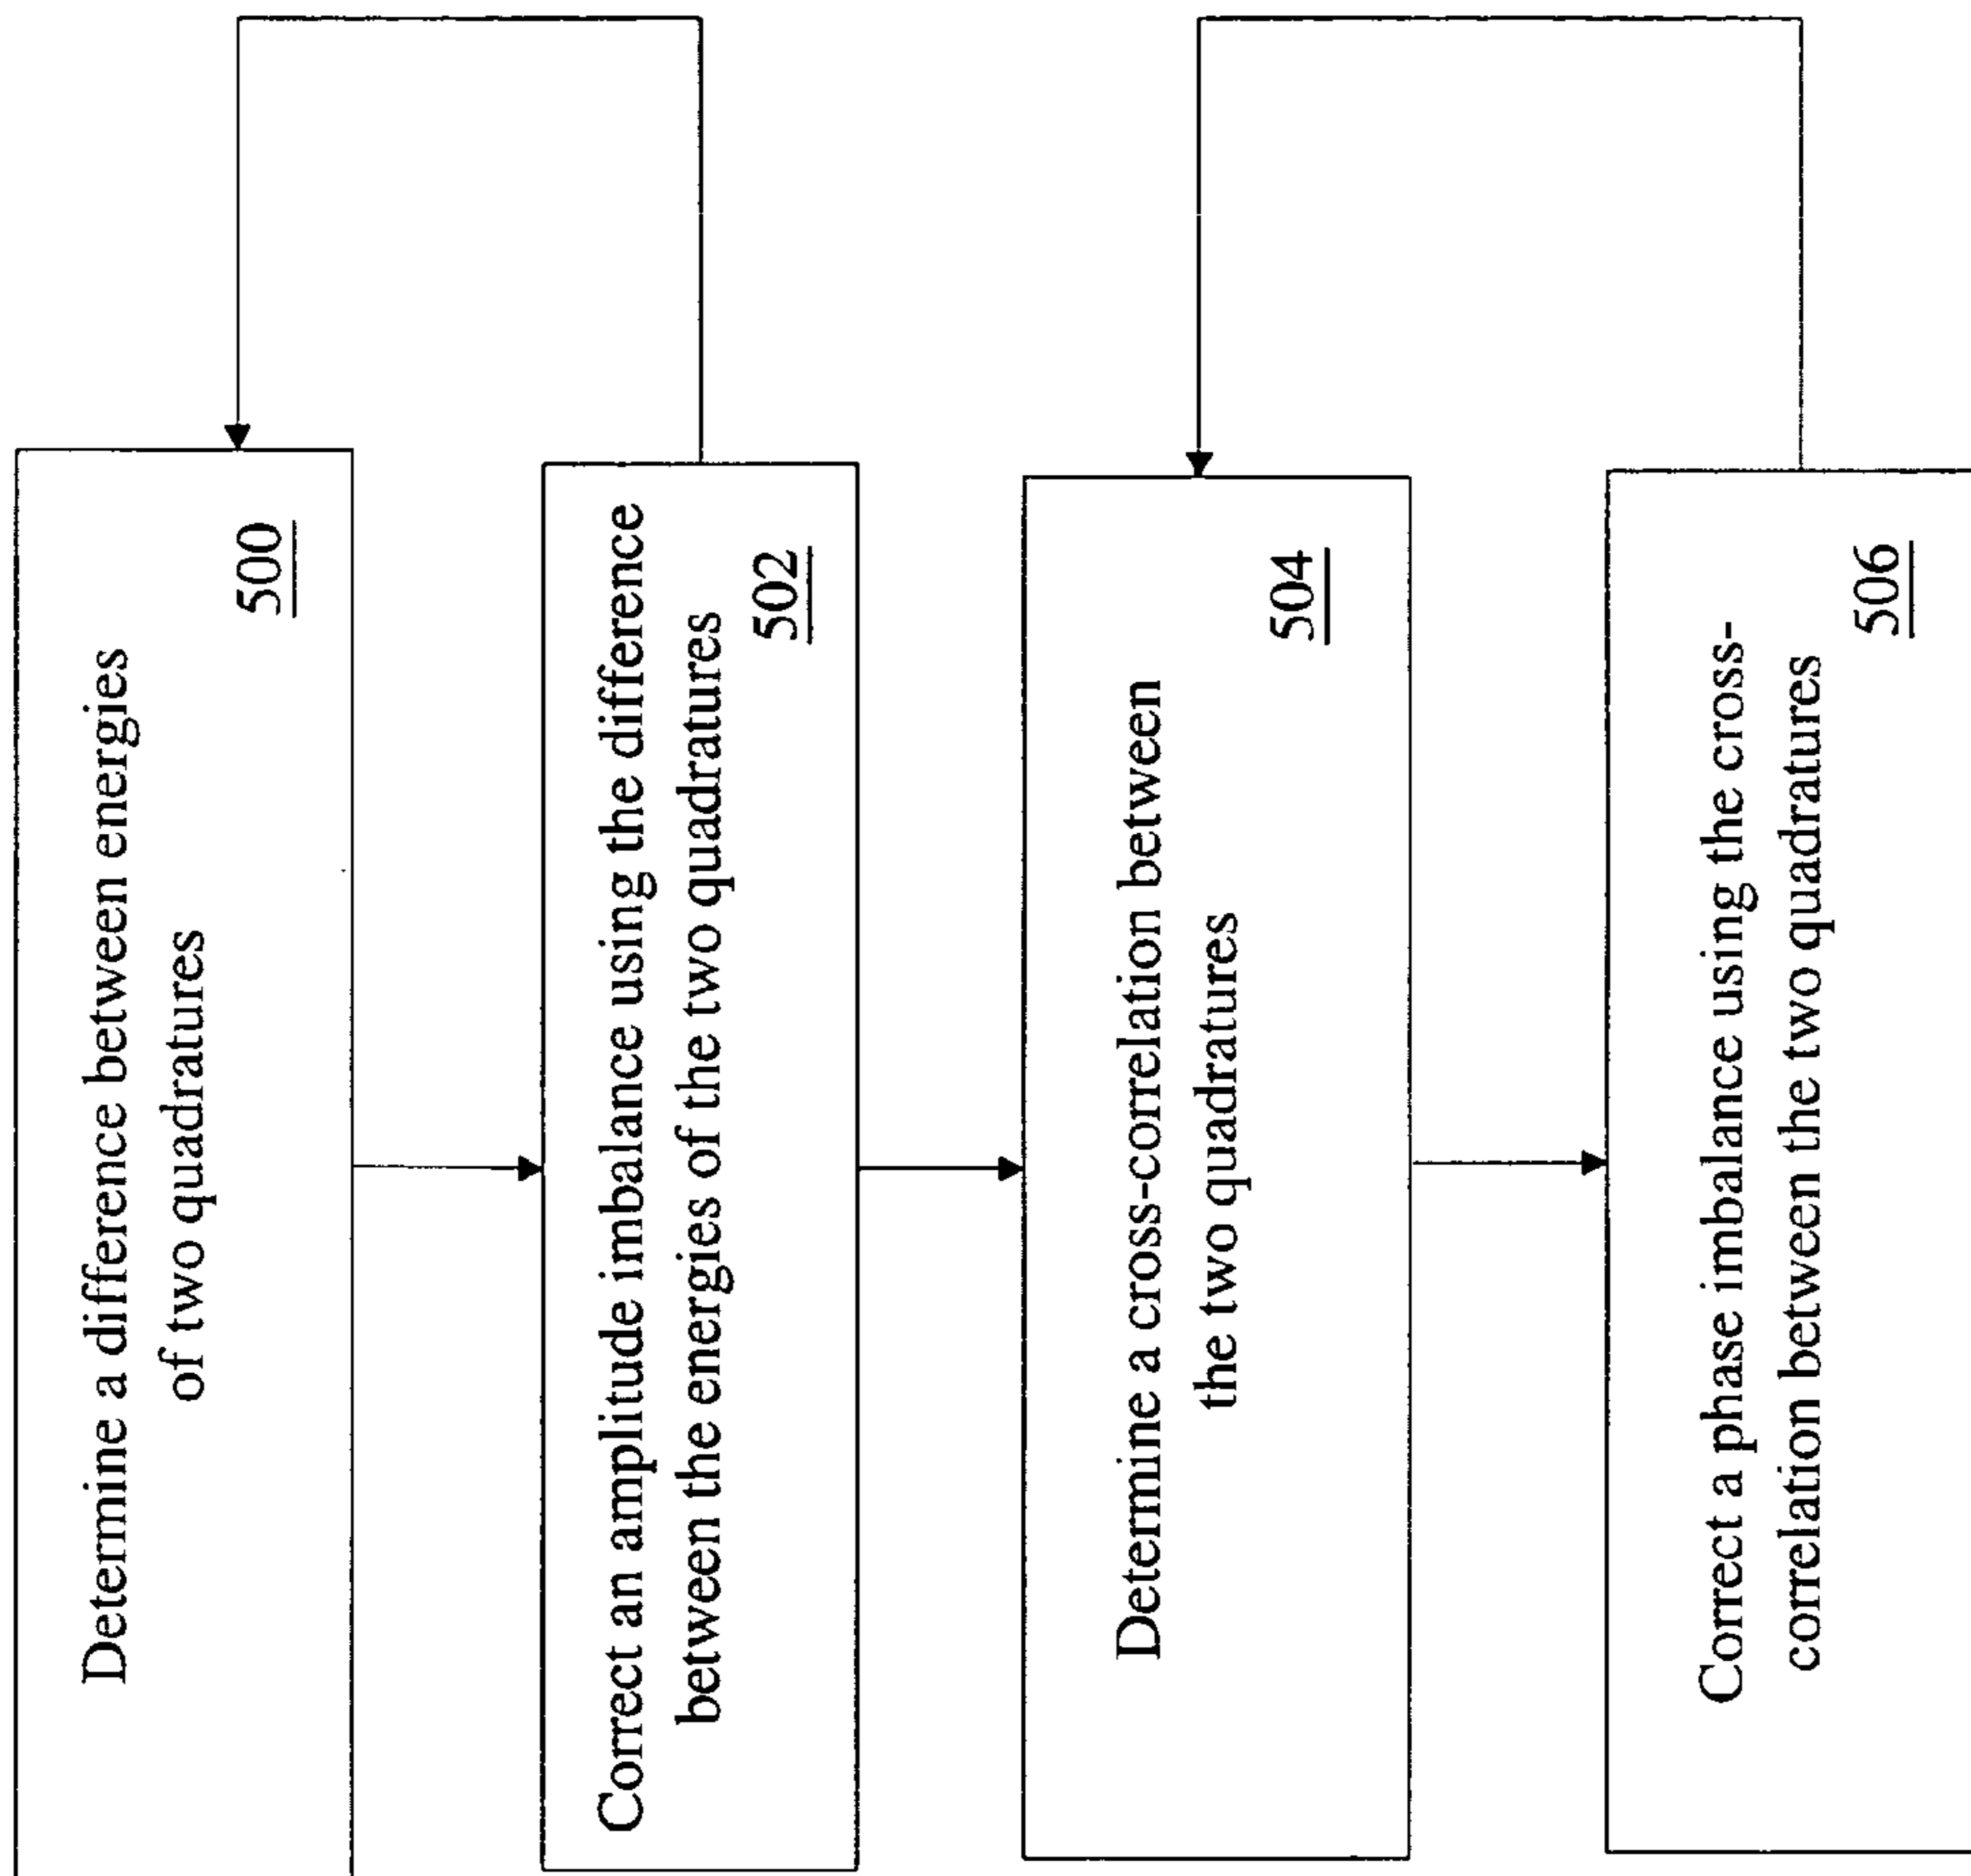 Determine a difference between energies
of two quadratures
500
Correct an amplitude imbalance using the difference
between the energies of the two quadratures
502
Determine a cross-correlation between
the two quadratures
504
Correct a phase imbalance using the cross-
correlation between the two quadratures
506